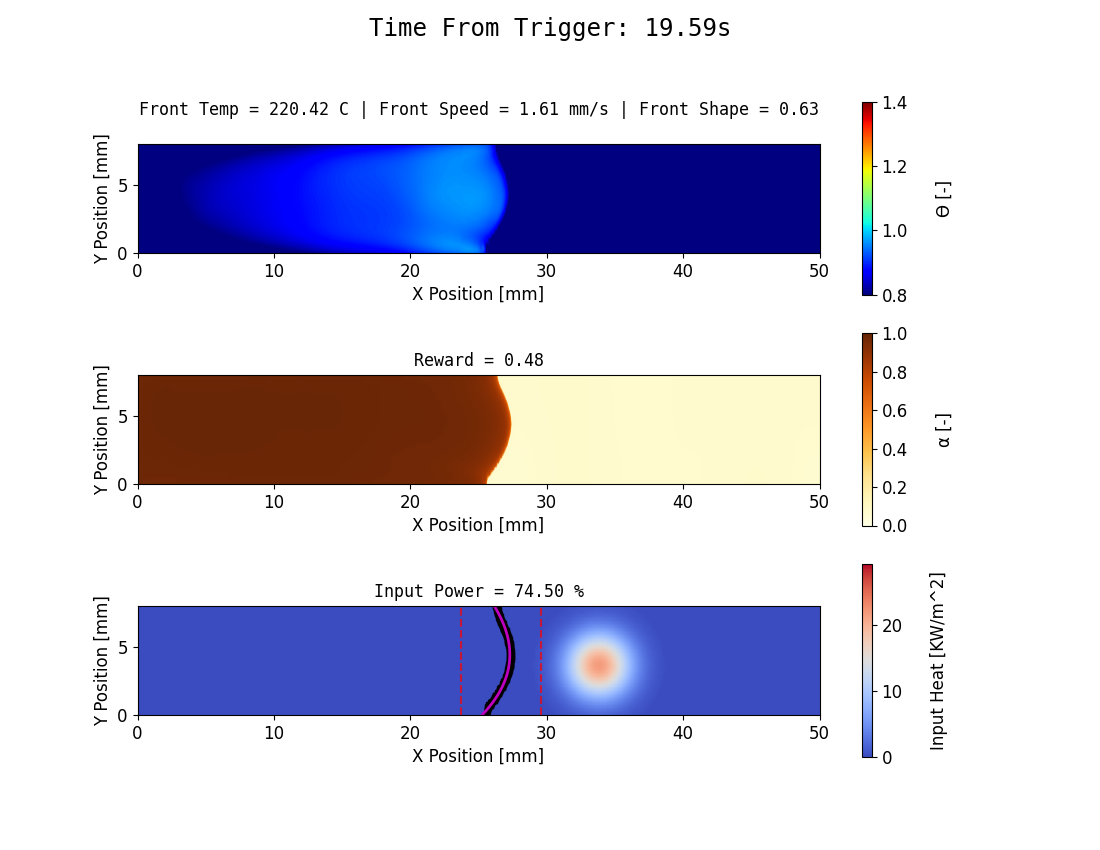 Time From Trigger: 19.59s
Front Temp = 220.42 C | Front Speed = 1.61 mm/s | Front Shape = 0.63
Y Position [mm]
5
0
0 10 20 30 40 50
X Position [mm]
1.4
1.2
1.0
0.8
Θ [-]
Reward = 0.48
Y Position [mm]
5
0
0 10 20 30 40 50
X Position [mm]
1.0
0.8
0.6
0.4
0.2
0.0
α [-]
Input Power = 74.50 %
Y Position [mm]
5
0
0 10 20 30 40 50
X Position [mm]
20
10
0
Input Heat [KW/m^2]